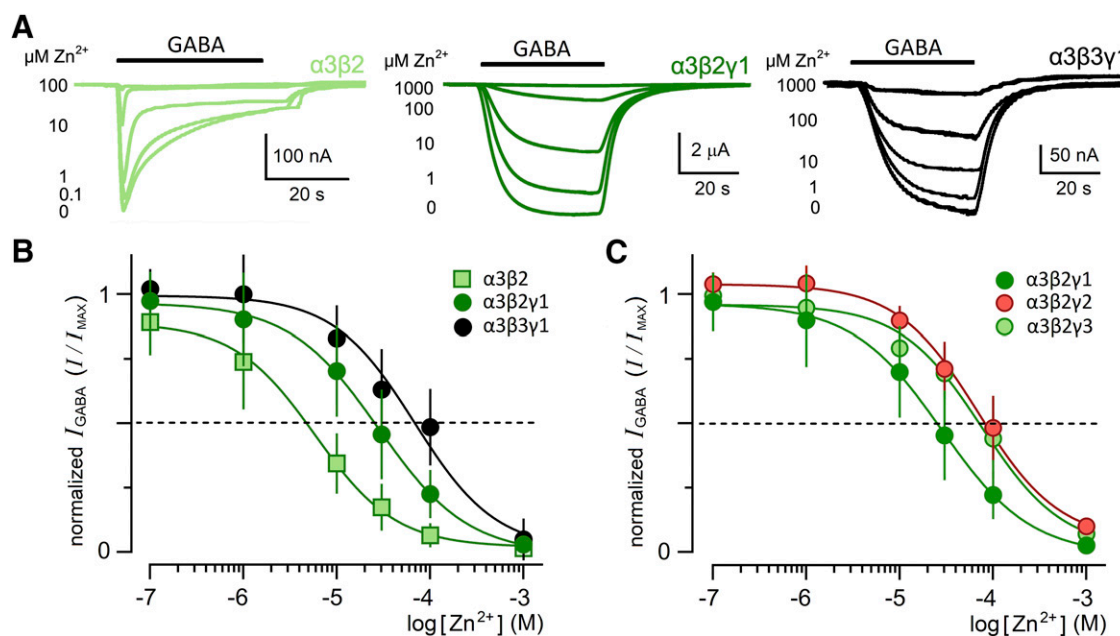 A
μM Zn2+
GABA
α3β2
100
10
1
0.1
0
100 nA
20 s
μM Zn2+
GABA
α3β2γ1
1000
100
10
1
0
2 μA
20 s
μM Zn2+
GABA
α3β3γ1
1000
100
10
1
0
50 nA
20 s
B
normalized IGABA (I / IMAX)
1
0
α3β2
α3β2γ1
α3β3γ1
-7 -6 -5 -4 -3
log[Zn2+] (M)
C
normalized IGABA (I / IMAX)
1
0
α3β2γ1
α3β2γ2
α3β2γ3
-7 -6 -5 -4 -3
log[Zn2+] (M)